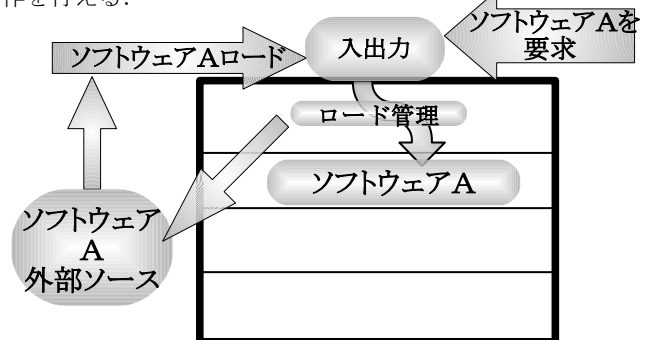 作を行える.
ソフトウェアAを
要求
入出力
ソフトウェアAロード
ロード管理
ソフトウェアA
ソフトウェア
A
外部ソース